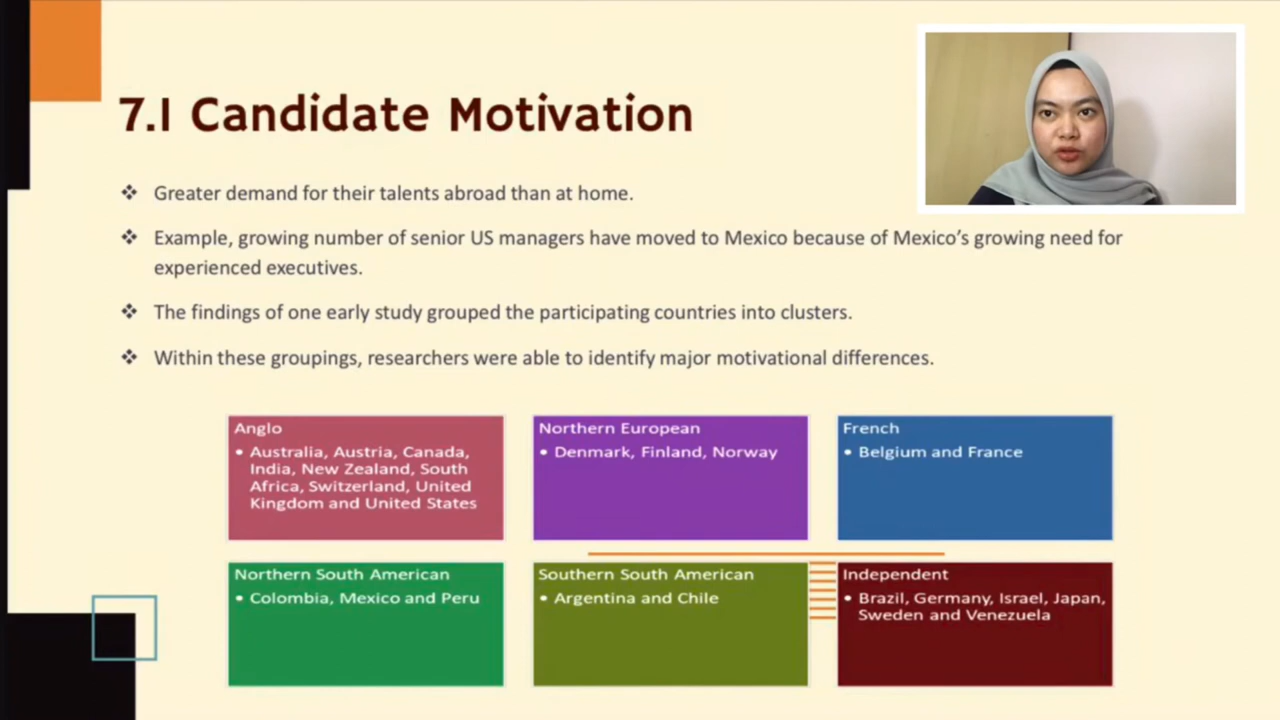 7.1 Candidate Motivation
❖ Greater demand for their talents abroad than at home.
❖ Example, growing number of senior US managers have moved to Mexico because of Mexico’s growing need for
experienced executives.
❖ The findings of one early study grouped the participating countries into clusters.
❖ Within these groupings, researchers were able to identify major motivational differences.
Anglo
• Australia, Austria, Canada,
India, New Zealand, South
Africa, Switzerland, United
Kingdom and United States
Northern European
• Denmark, Finland, Norway
French
• Belgium and France
Northern South American
• Colombia, Mexico and Peru
Southern South American
• Argentina and Chile
Independent
• Brazil, Germany, Israel, Japan,
Sweden and Venezuela